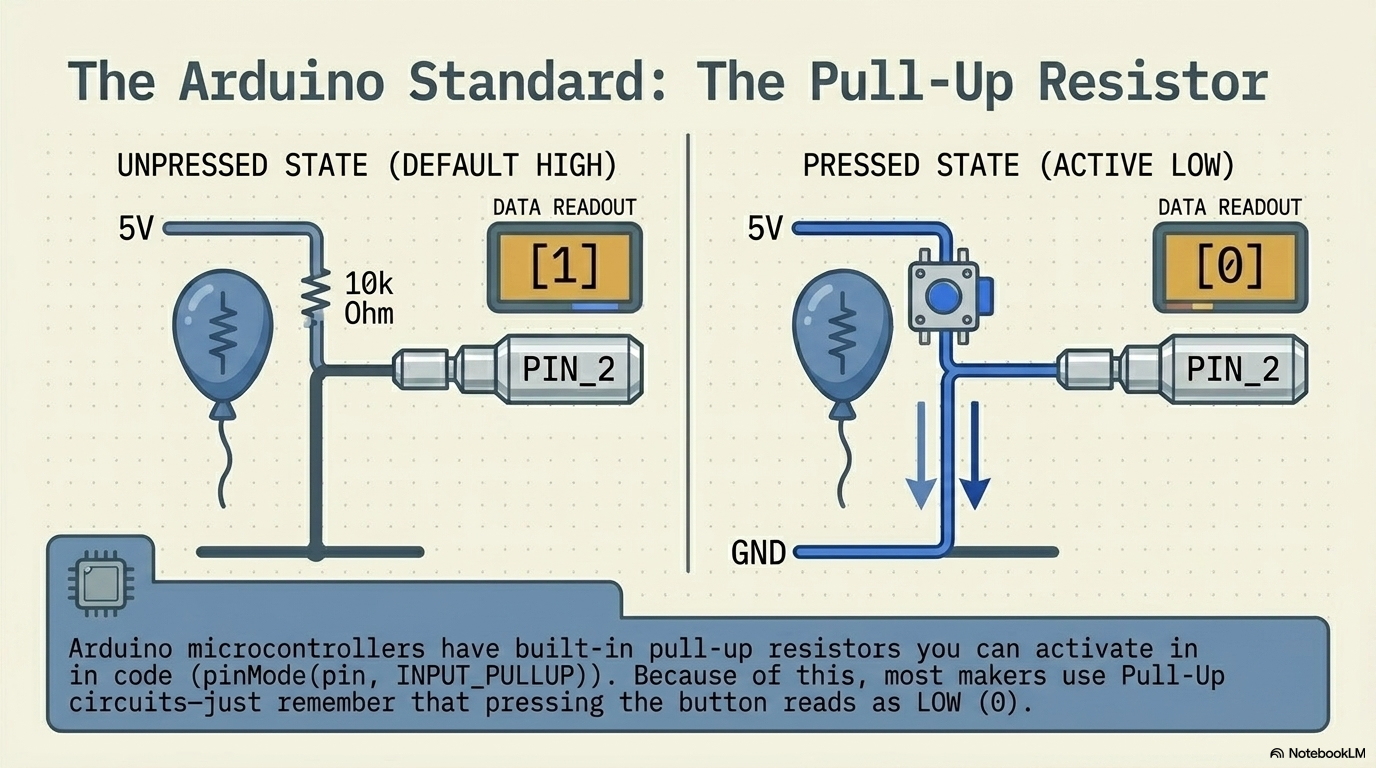 The Arduino Standard: The Pull-Up Resistor
UNPRESSED STATE (DEFAULT HIGH)
5V
10k
Ohm
DATA READOUT
[1]
PIN_2
PRESSED STATE (ACTIVE LOW)
5V
DATA READOUT
[0]
PIN_2
GND
Arduino microcontrollers have built-in pull-up resistors you can activate in
in code (pinMode(pin, INPUT_PULLUP)). Because of this, most makers use Pull-Up
circuits—just remember that pressing the button reads as LOW (0).
NotebookLM